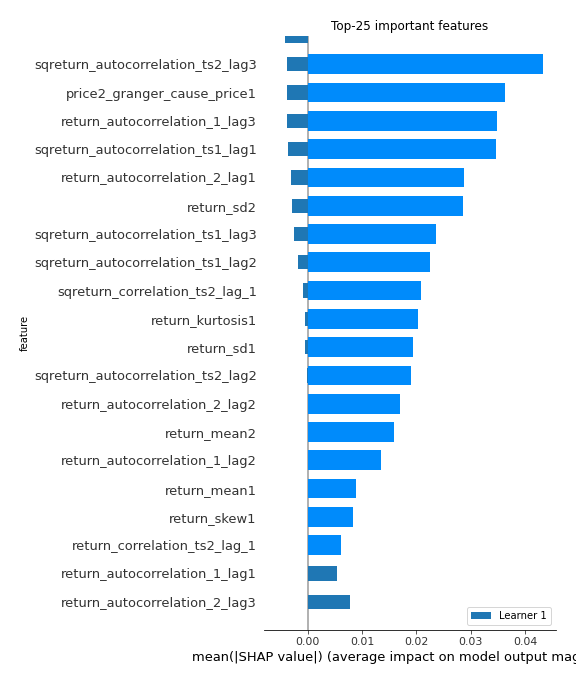 Top-25 important features
sqreturn_autocorrelation_ts2_lag3
price2_granger_cause_price1
return_autocorrelation_1_lag3
sqreturn_autocorrelation_ts1_lag1
return_autocorrelation_2_lag1
return_sd2
sqreturn_autocorrelation_ts1_lag3
sqreturn_autocorrelation_ts1_lag2
sqreturn_correlation_ts2_lag_1
return_kurtosis1
return_sd1
sqreturn_autocorrelation_ts2_lag2
return_autocorrelation_2_lag2
return_mean2
return_autocorrelation_1_lag2
return_mean1
return_skew1
return_correlation_ts2_lag_1
return_autocorrelation_1_lag1
return_autocorrelation_2_lag3
feature
Learner 1
0.00 0.01 0.02 0.03 0.04
mean(|SHAP value|) (average impact on model output mag